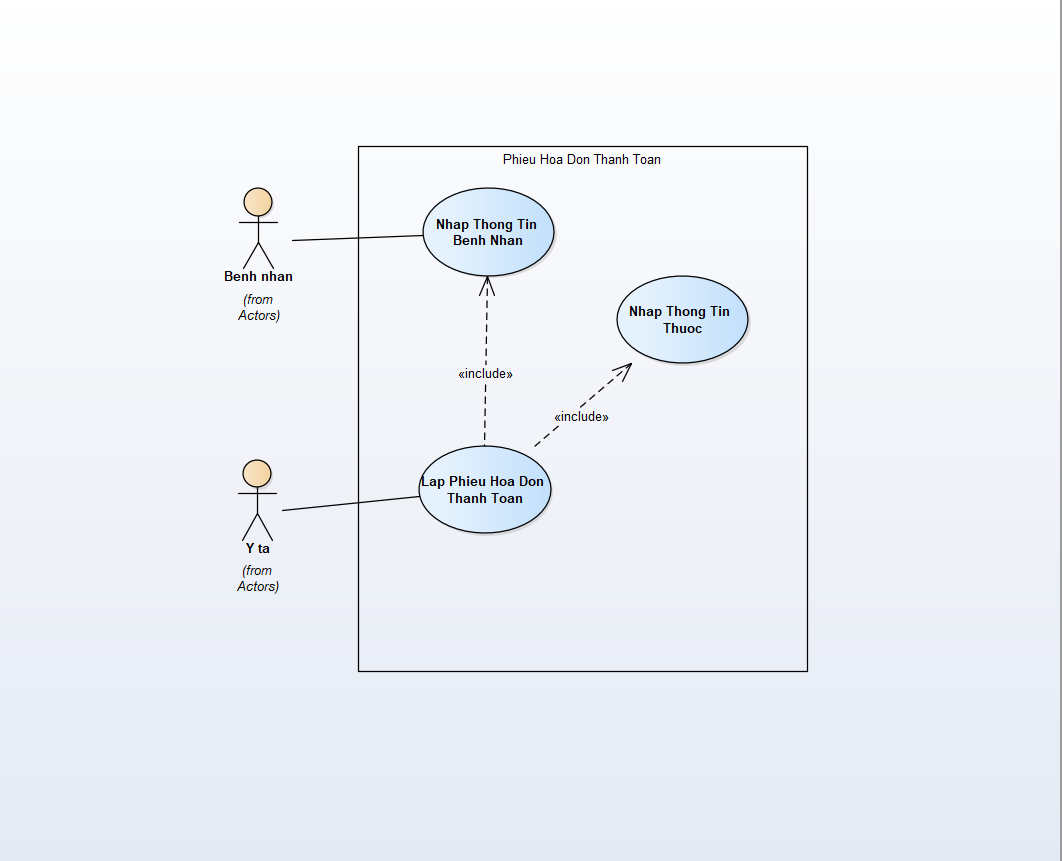 Phieu Hoa Don Thanh Toan
Nhap Thong Tin
Benh Nhan
Benh nhan
(from
Actors)
Nhap Thong Tin
Thuoc
«include»
«include»
Lap Phieu Hoa Don
Thanh Toan
Y ta
(from
Actors)